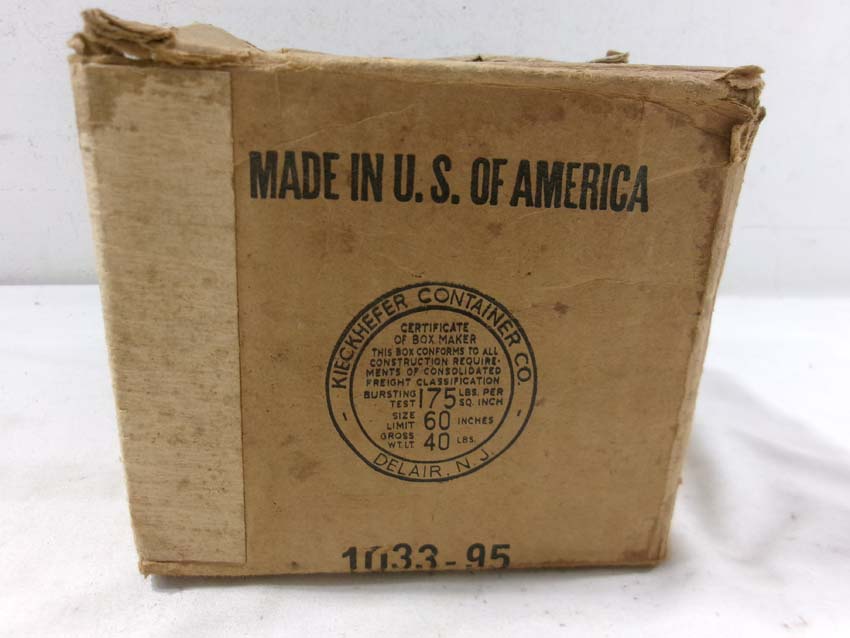 MADE IN U. S. OF AMERICA
KIECKHEFER CONTAINER CO.
CERTIFICATE
OF BOX MAKER
THIS BOX CONFORMS TO ALL
CONSTRUCTION REQUIRE-
MENTS OF CONSOLIDATED
FREIGHT CLASSIFICATION
BURSTING TEST 175 LBS. PER SQ. INCH
SIZE LIMIT 60 INCHES
GROSS WT. LT. 40 LBS.
DELAIR, N. J.
1033-95